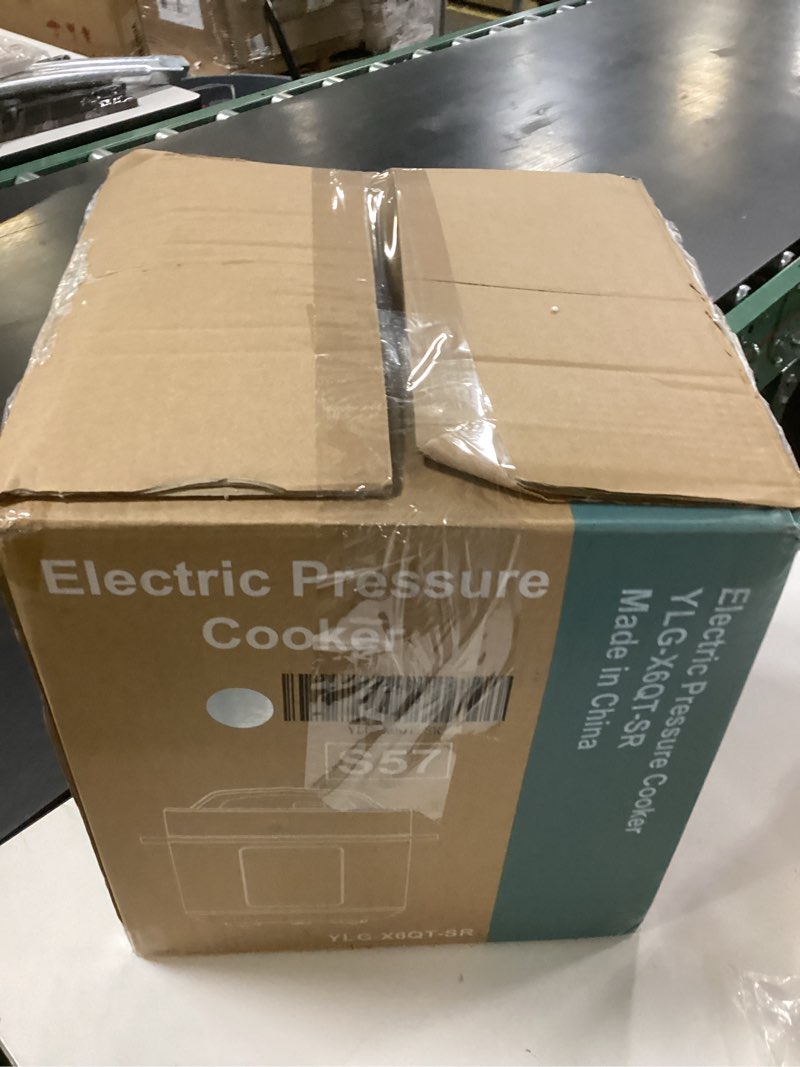 Electric Pressure
Cooker
S57
YLG-X6QT-SR
Electric Pressure Cooker
YLG-X6QT-SR
Made in China